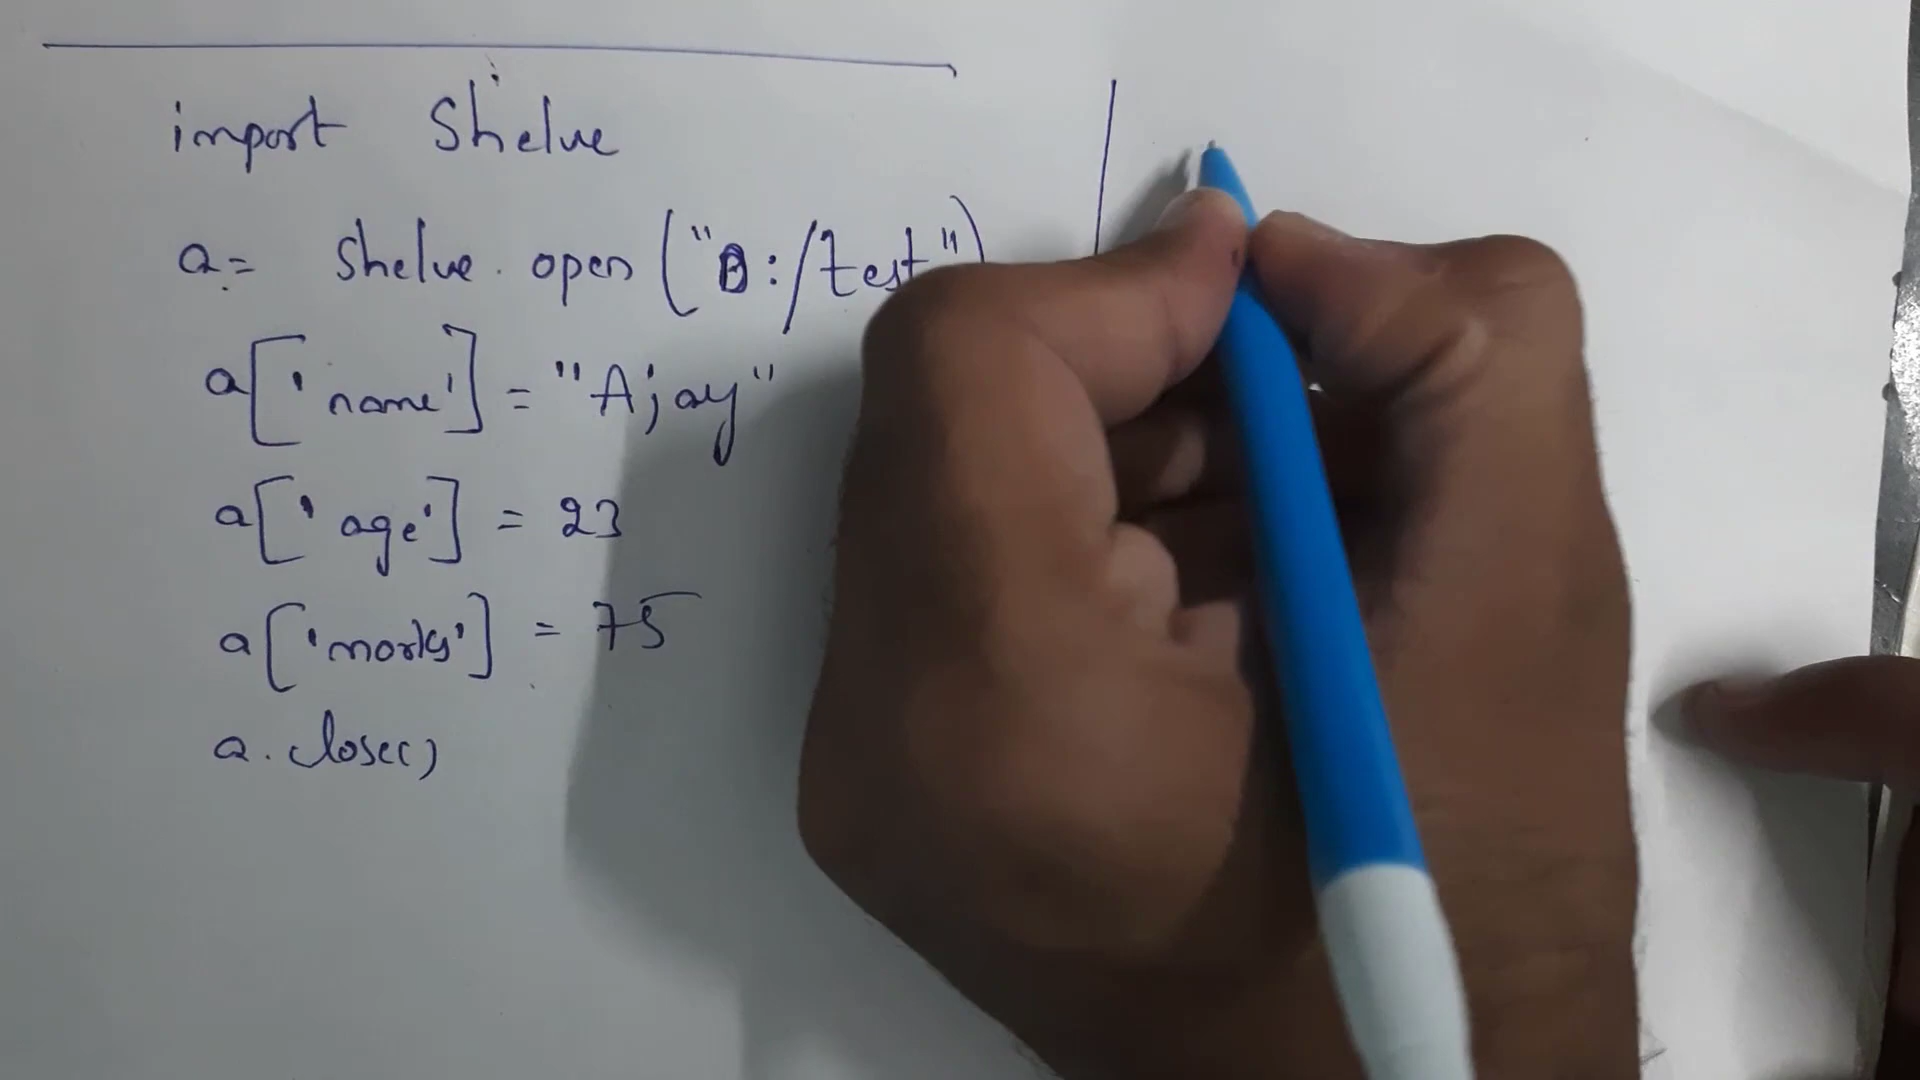 import Shelve
a = Shelve.open("D:/test")
a['name'] = "Ajay"
a['age'] = 23
a['marks'] = 75
a.close()